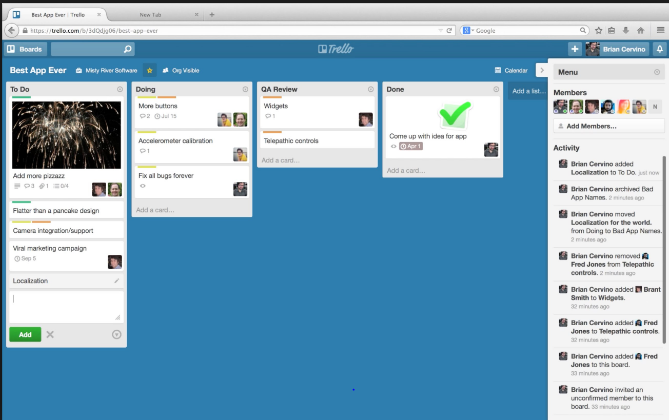 Best App Ever | Trello
New Tab
https://trello.com/b/3dQdjg06/best-app-ever
Google
Boards
Trello
Brian Cervino
Best App Ever
Misty River Software
Org Visible
Calendar
To Do
Add more pizzazz
3
1
0/4
Flatter than a pancake design
Camera integration/support
Viral marketing campaign
Sep 6
Localization
Add
Doing
More buttons
2
Jul 15
Accelerometer calibration
1
Fix all bugs forever
Add a card...
QA Review
Widgets
1
Telepathic controls
Add a card...
Done
Come up with idea for app
Apr 1
Add a card...
Add a list...
Menu
Members
N
Add Members...
Activity
Brian Cervino added
Localization to To Do. just now
Brian Cervino archived Bad
App Names. 2 minutes ago
Brian Cervino moved
Localization for the world.
from Doing to Bad App Names.
2 minutes ago
Brian Cervino removed
Fred Jones from Telepathic
controls. 2 minutes ago
Brian Cervino added Brant
Smith to Widgets.
32 minutes ago
Brian Cervino added Fred
Jones to Telepathic controls.
32 minutes ago
Brian Cervino added Fred
Jones to this board.
33 minutes ago
Brian Cervino invited an
unconfirmed member to this
board. 33 minutes ago